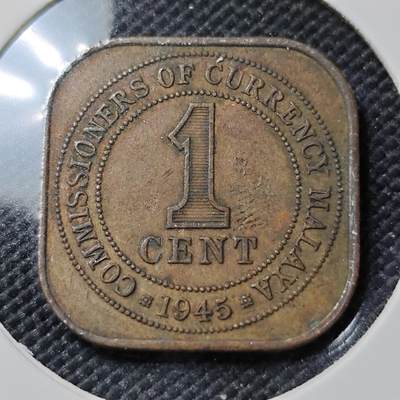 COMMISSIONERS OF CURRENCY MALAYA
1
CENT
1945